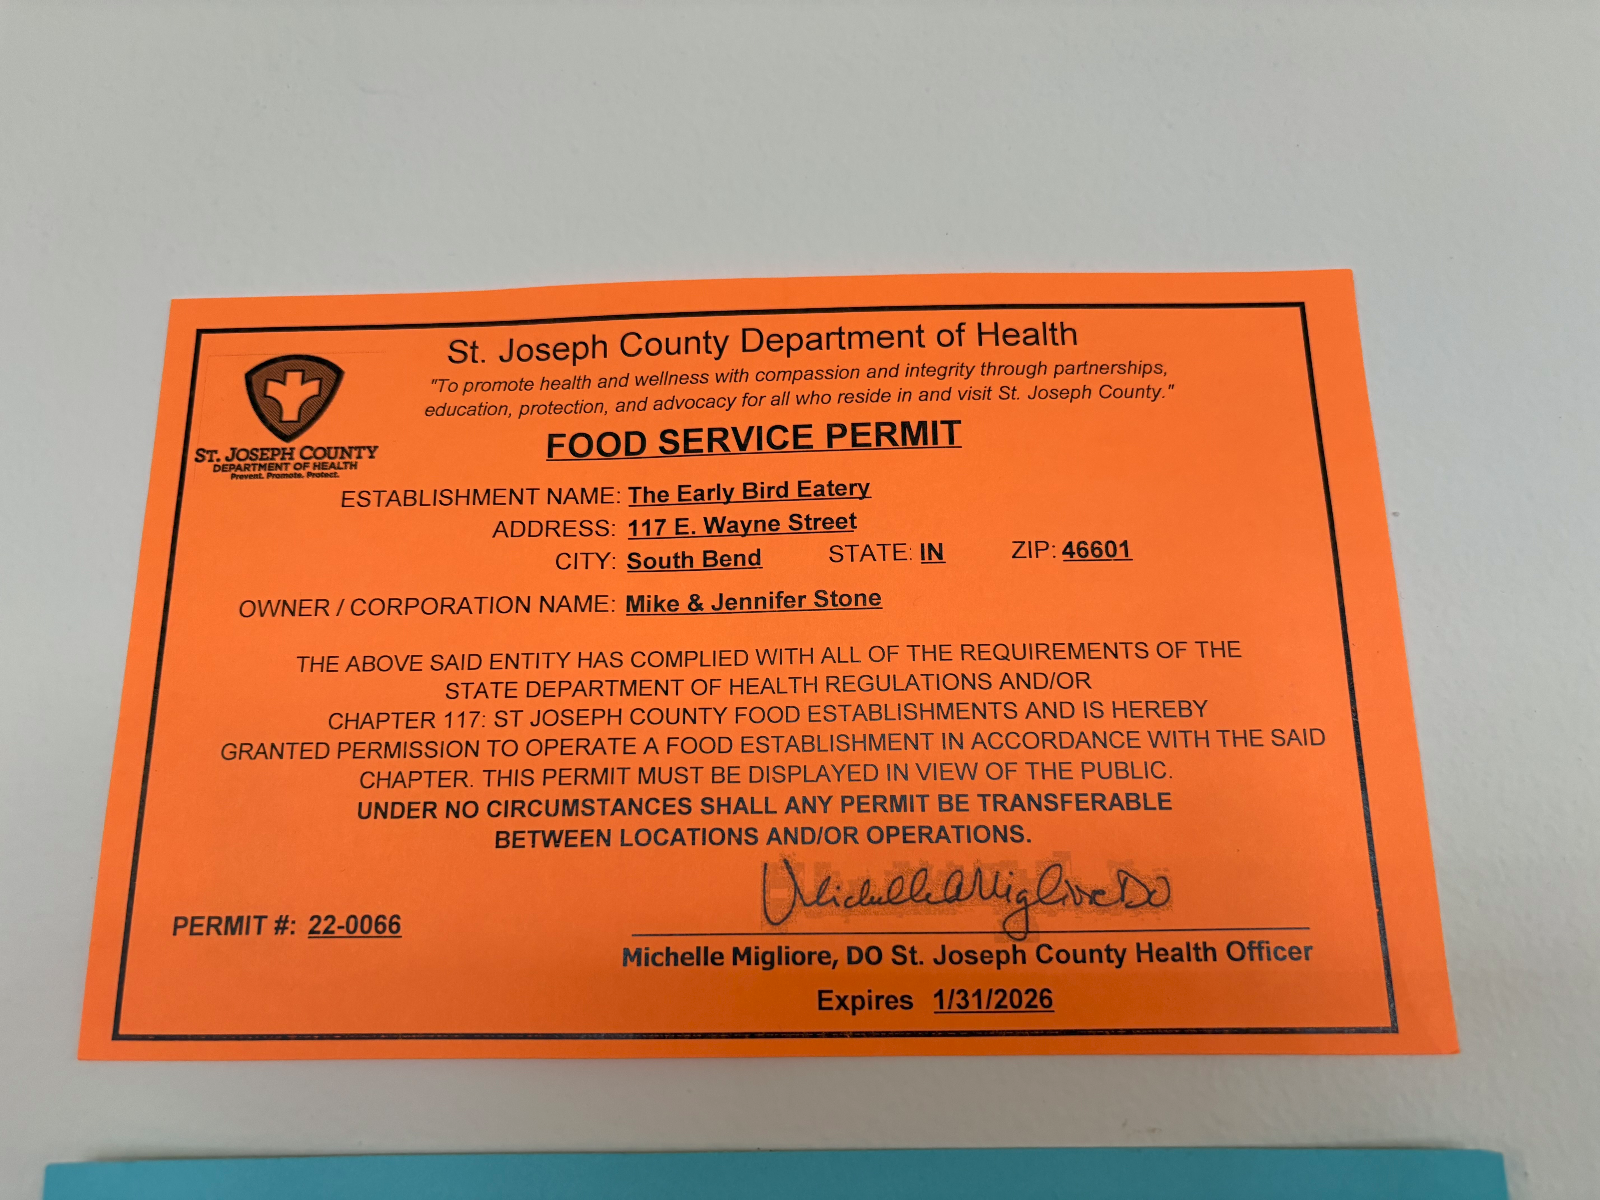 St. Joseph County Department of Health
"To promote health and wellness with compassion and integrity through partnerships,
education, protection, and advocacy for all who reside in and visit St. Joseph County."
ST. JOSEPH COUNTY
DEPARTMENT OF HEALTH
Prevent. Promote. Protect.
FOOD SERVICE PERMIT
ESTABLISHMENT NAME: The Early Bird Eatery
ADDRESS: 117 E. Wayne Street
CITY: South Bend STATE: IN ZIP: 46601
OWNER / CORPORATION NAME: Mike & Jennifer Stone
THE ABOVE SAID ENTITY HAS COMPLIED WITH ALL OF THE REQUIREMENTS OF THE
STATE DEPARTMENT OF HEALTH REGULATIONS AND/OR
CHAPTER 117: ST JOSEPH COUNTY FOOD ESTABLISHMENTS AND IS HEREBY
GRANTED PERMISSION TO OPERATE A FOOD ESTABLISHMENT IN ACCORDANCE WITH THE SAID
CHAPTER. THIS PERMIT MUST BE DISPLAYED IN VIEW OF THE PUBLIC.
UNDER NO CIRCUMSTANCES SHALL ANY PERMIT BE TRANSFERABLE
BETWEEN LOCATIONS AND/OR OPERATIONS.
Michelle A Migliore DO
PERMIT #: 22-0066
Michelle Migliore, DO St. Joseph County Health Officer
Expires 1/31/2026